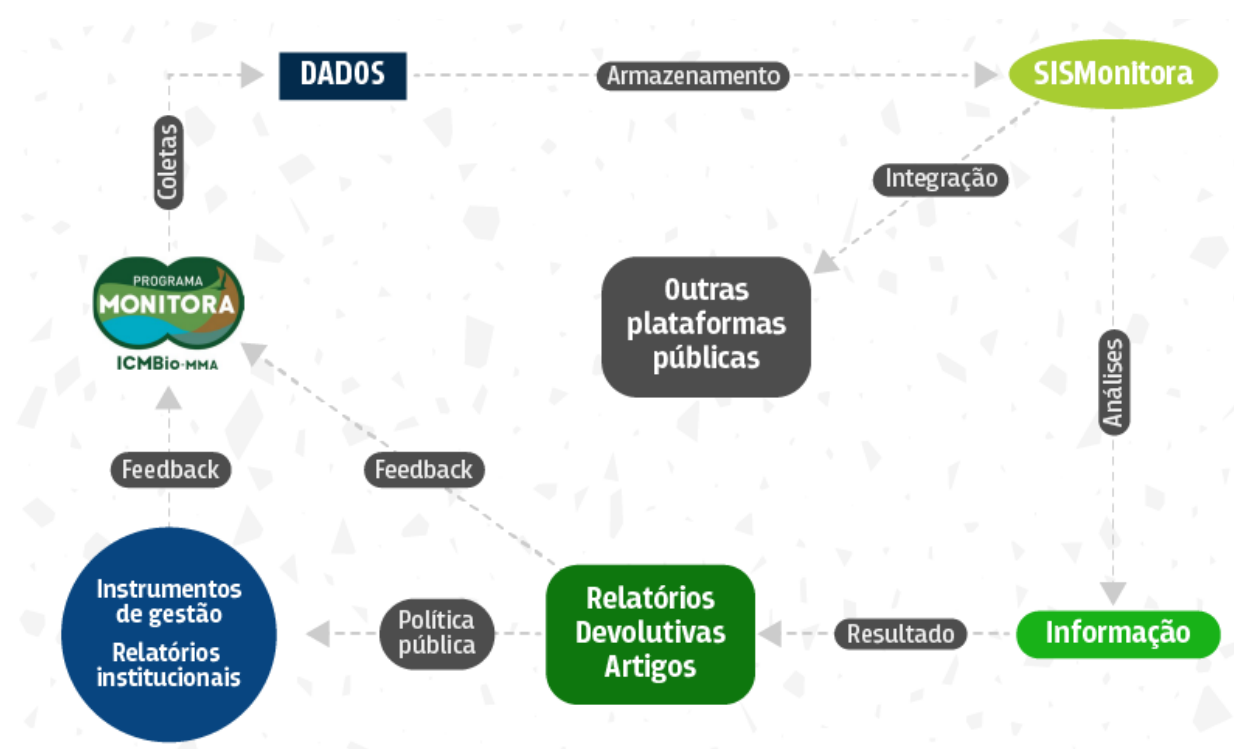 DADOS
Armazenamento
SISMonitora
Coletas
Integração
PROGRAMA
MONITORA
ICMBio·MMA
Outras
plataformas
públicas
Análises
Feedback
Feedback
Instrumentos
de gestão
Relatórios
institucionais
Política
pública
Relatórios
Devolutivas
Artigos
Resultado
Informação